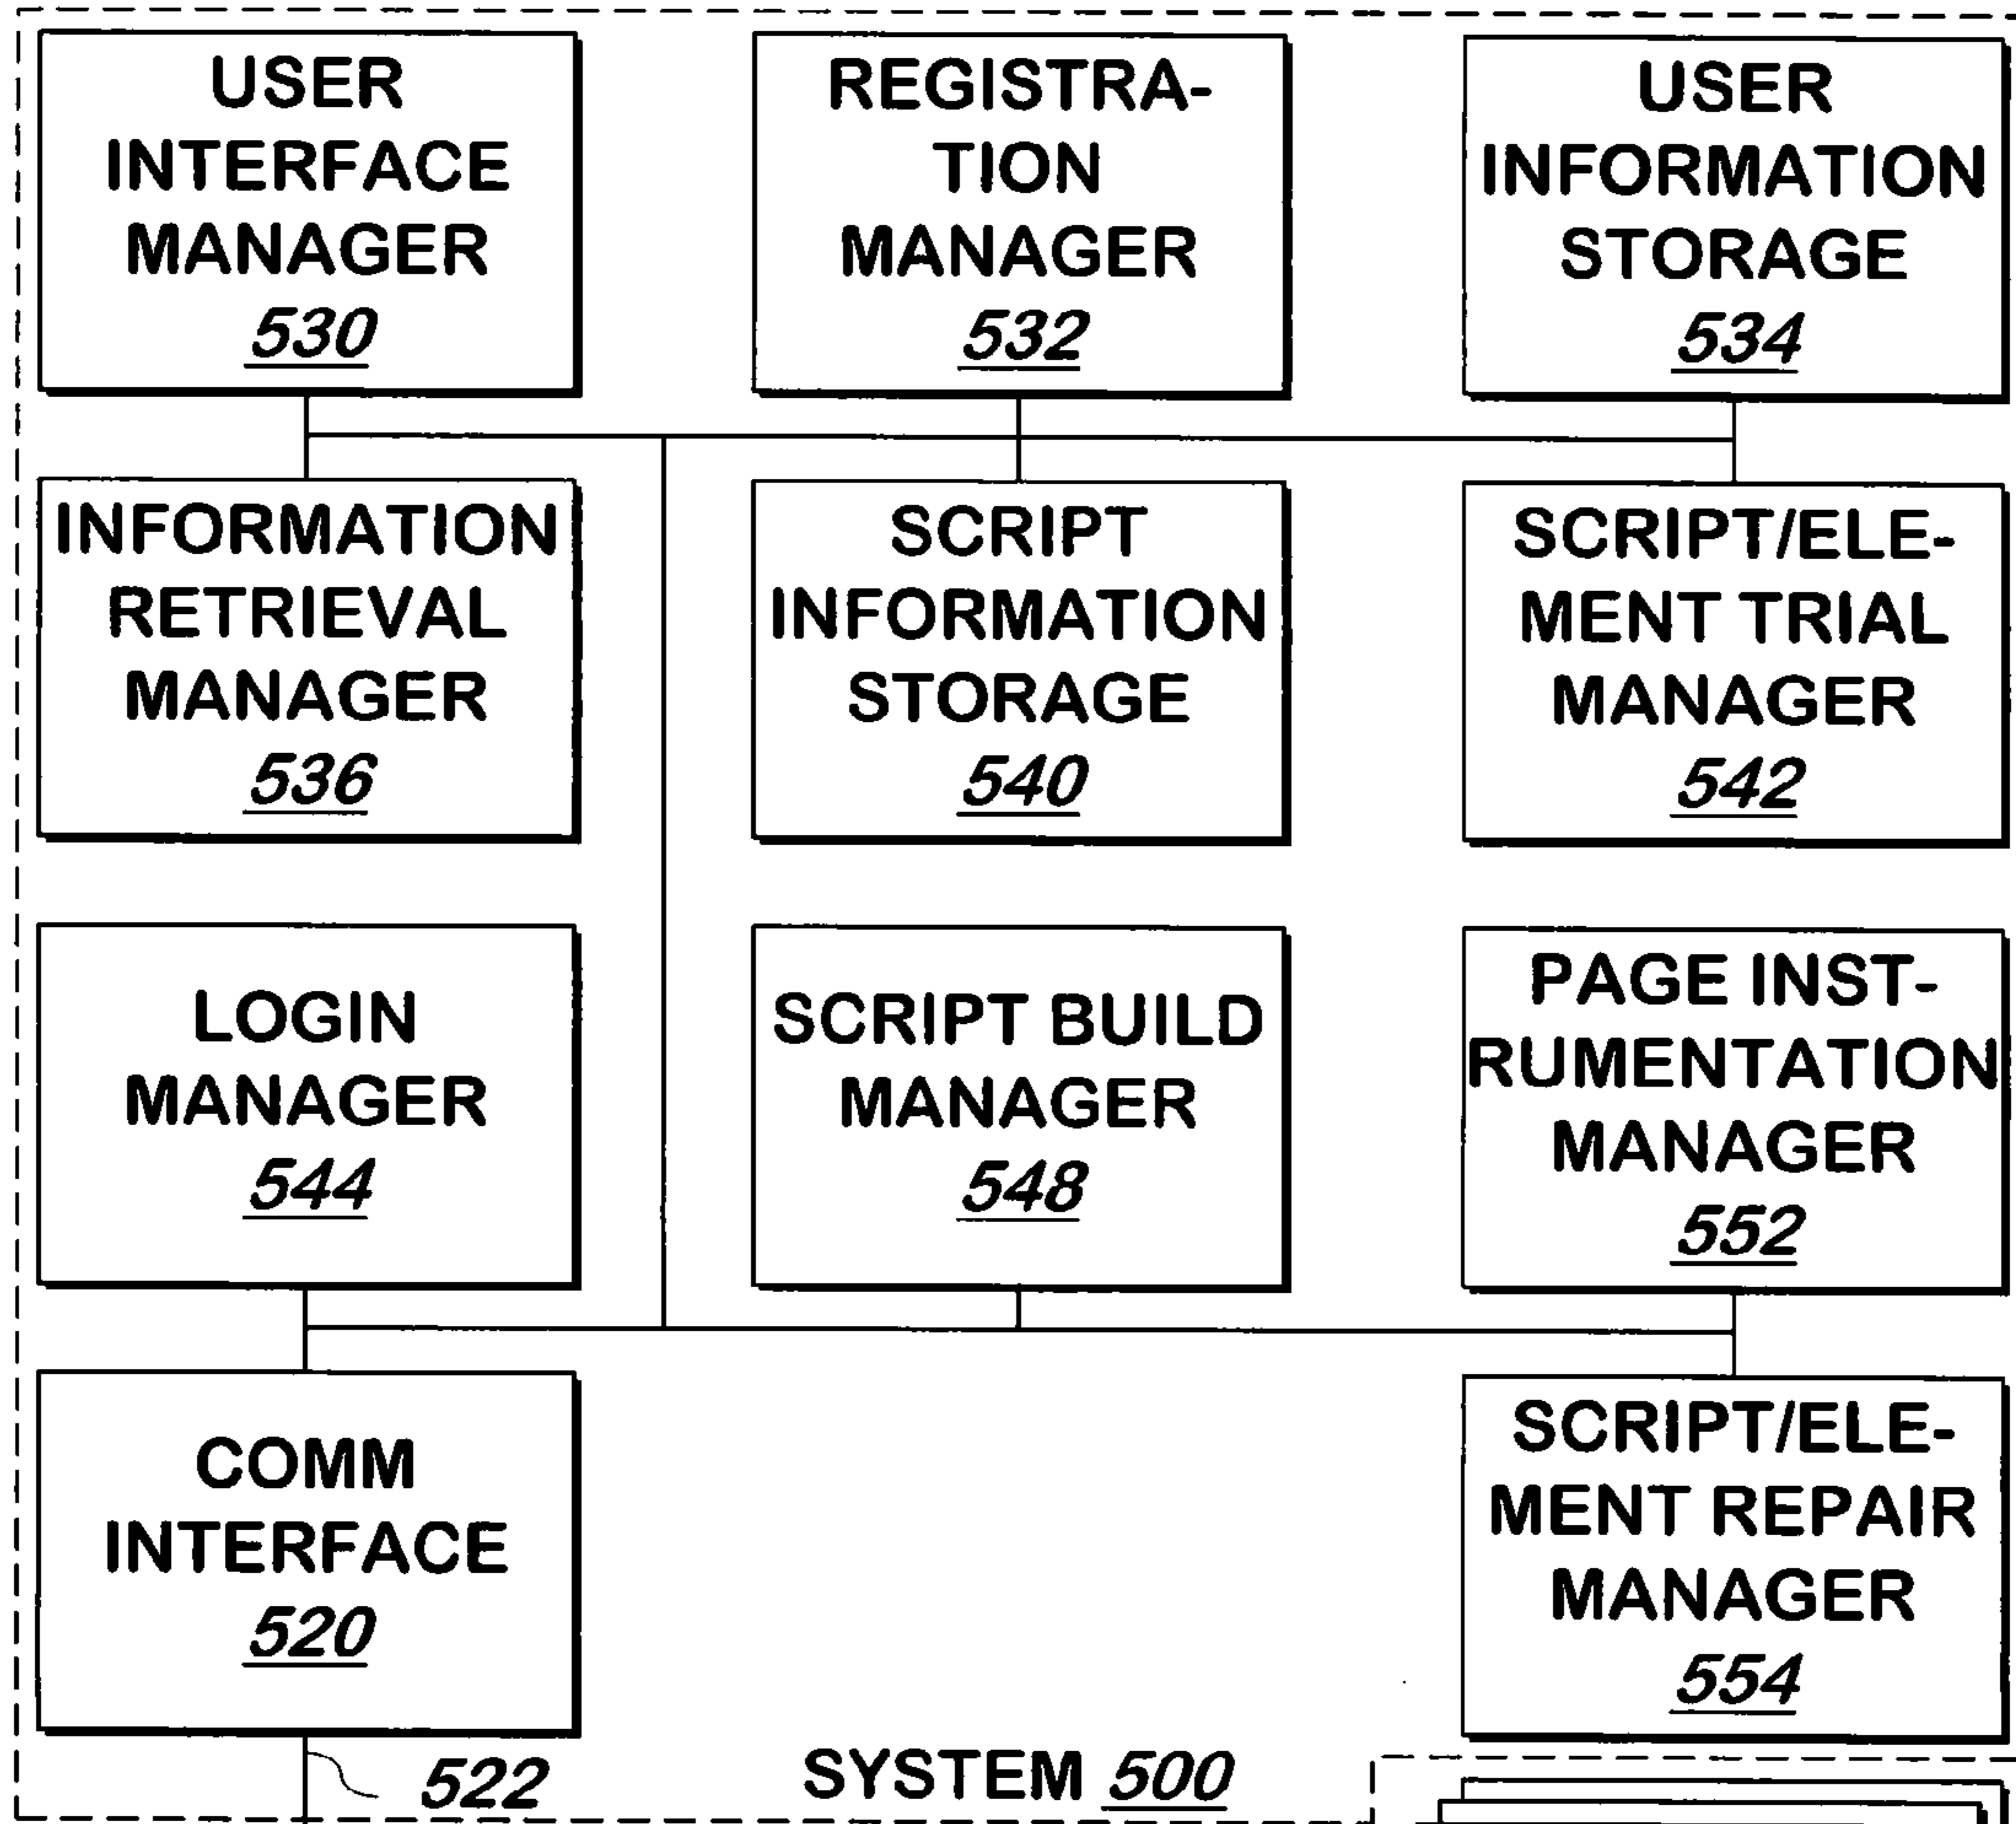 USER
INTERFACE
MANAGER
530
REGISTRA-
TION
MANAGER
532
USER
INFORMATION
STORAGE
534
INFORMATION
RETRIEVAL
MANAGER
536
SCRIPT
INFORMATION
STORAGE
540
SCRIPT/ELE-
MENT TRIAL
MANAGER
542
LOGIN
MANAGER
544
SCRIPT BUILD
MANAGER
548
PAGE INST-
RUMENTATION
MANAGER
552
COMM
INTERFACE
520
SCRIPT/ELE-
MENT REPAIR
MANAGER
554
522
SYSTEM 500